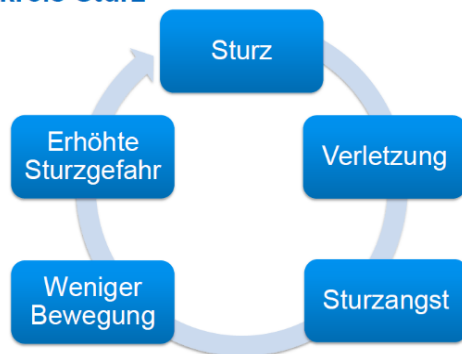 Sturz
Verletzung
Sturzangst
Weniger
Bewegung
Erhöhte
Sturzgefahr